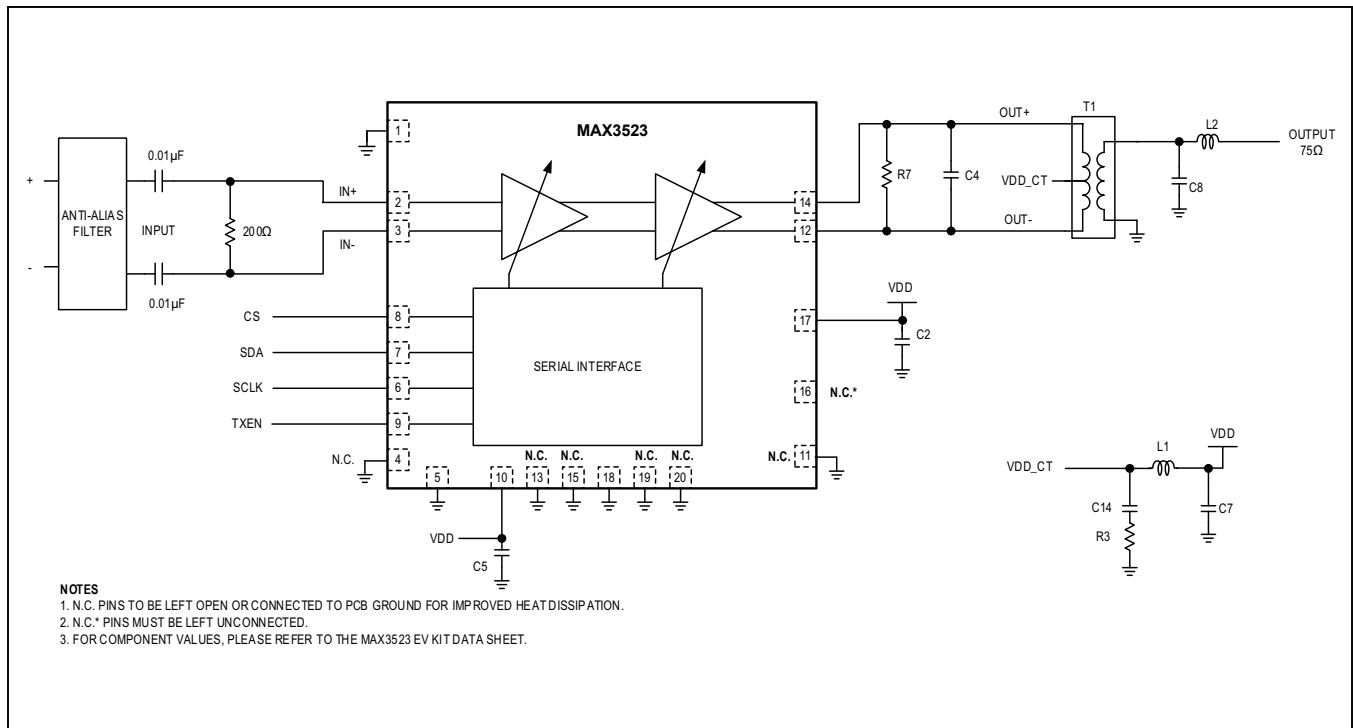 MAX3523
1
0.01µF
+
-
ANTI-ALIAS
FILTER
INPUT
200Ω
0.01µF
IN+
IN-
2
3
14
12
R7
C4
OUT+
VDD_CT
OUT-
T1
L2
C8
OUTPUT
75Ω
CS
SDA
SCLK
TXEN
8
7
6
9
SERIAL INTERFACE
17
VDD
C2
16
N.C.*
N.C.
4
5
10
N.C.
13
N.C.
15
18
N.C.
19
N.C.
20
N.C.
11
VDD
C5
VDD_CT
L1
VDD
C14
R3
C7
NOTES
1. N.C. PINS TO BE LEFT OPEN OR CONNECTED TO PCB GROUND FOR IMPROVED HEAT DISSIPATION.
2. N.C.* PINS MUST BE LEFT UNCONNECTED.
3. FOR COMPONENT VALUES, PLEASE REFER TO THE MAX3523 EV KIT DATA SHEET.